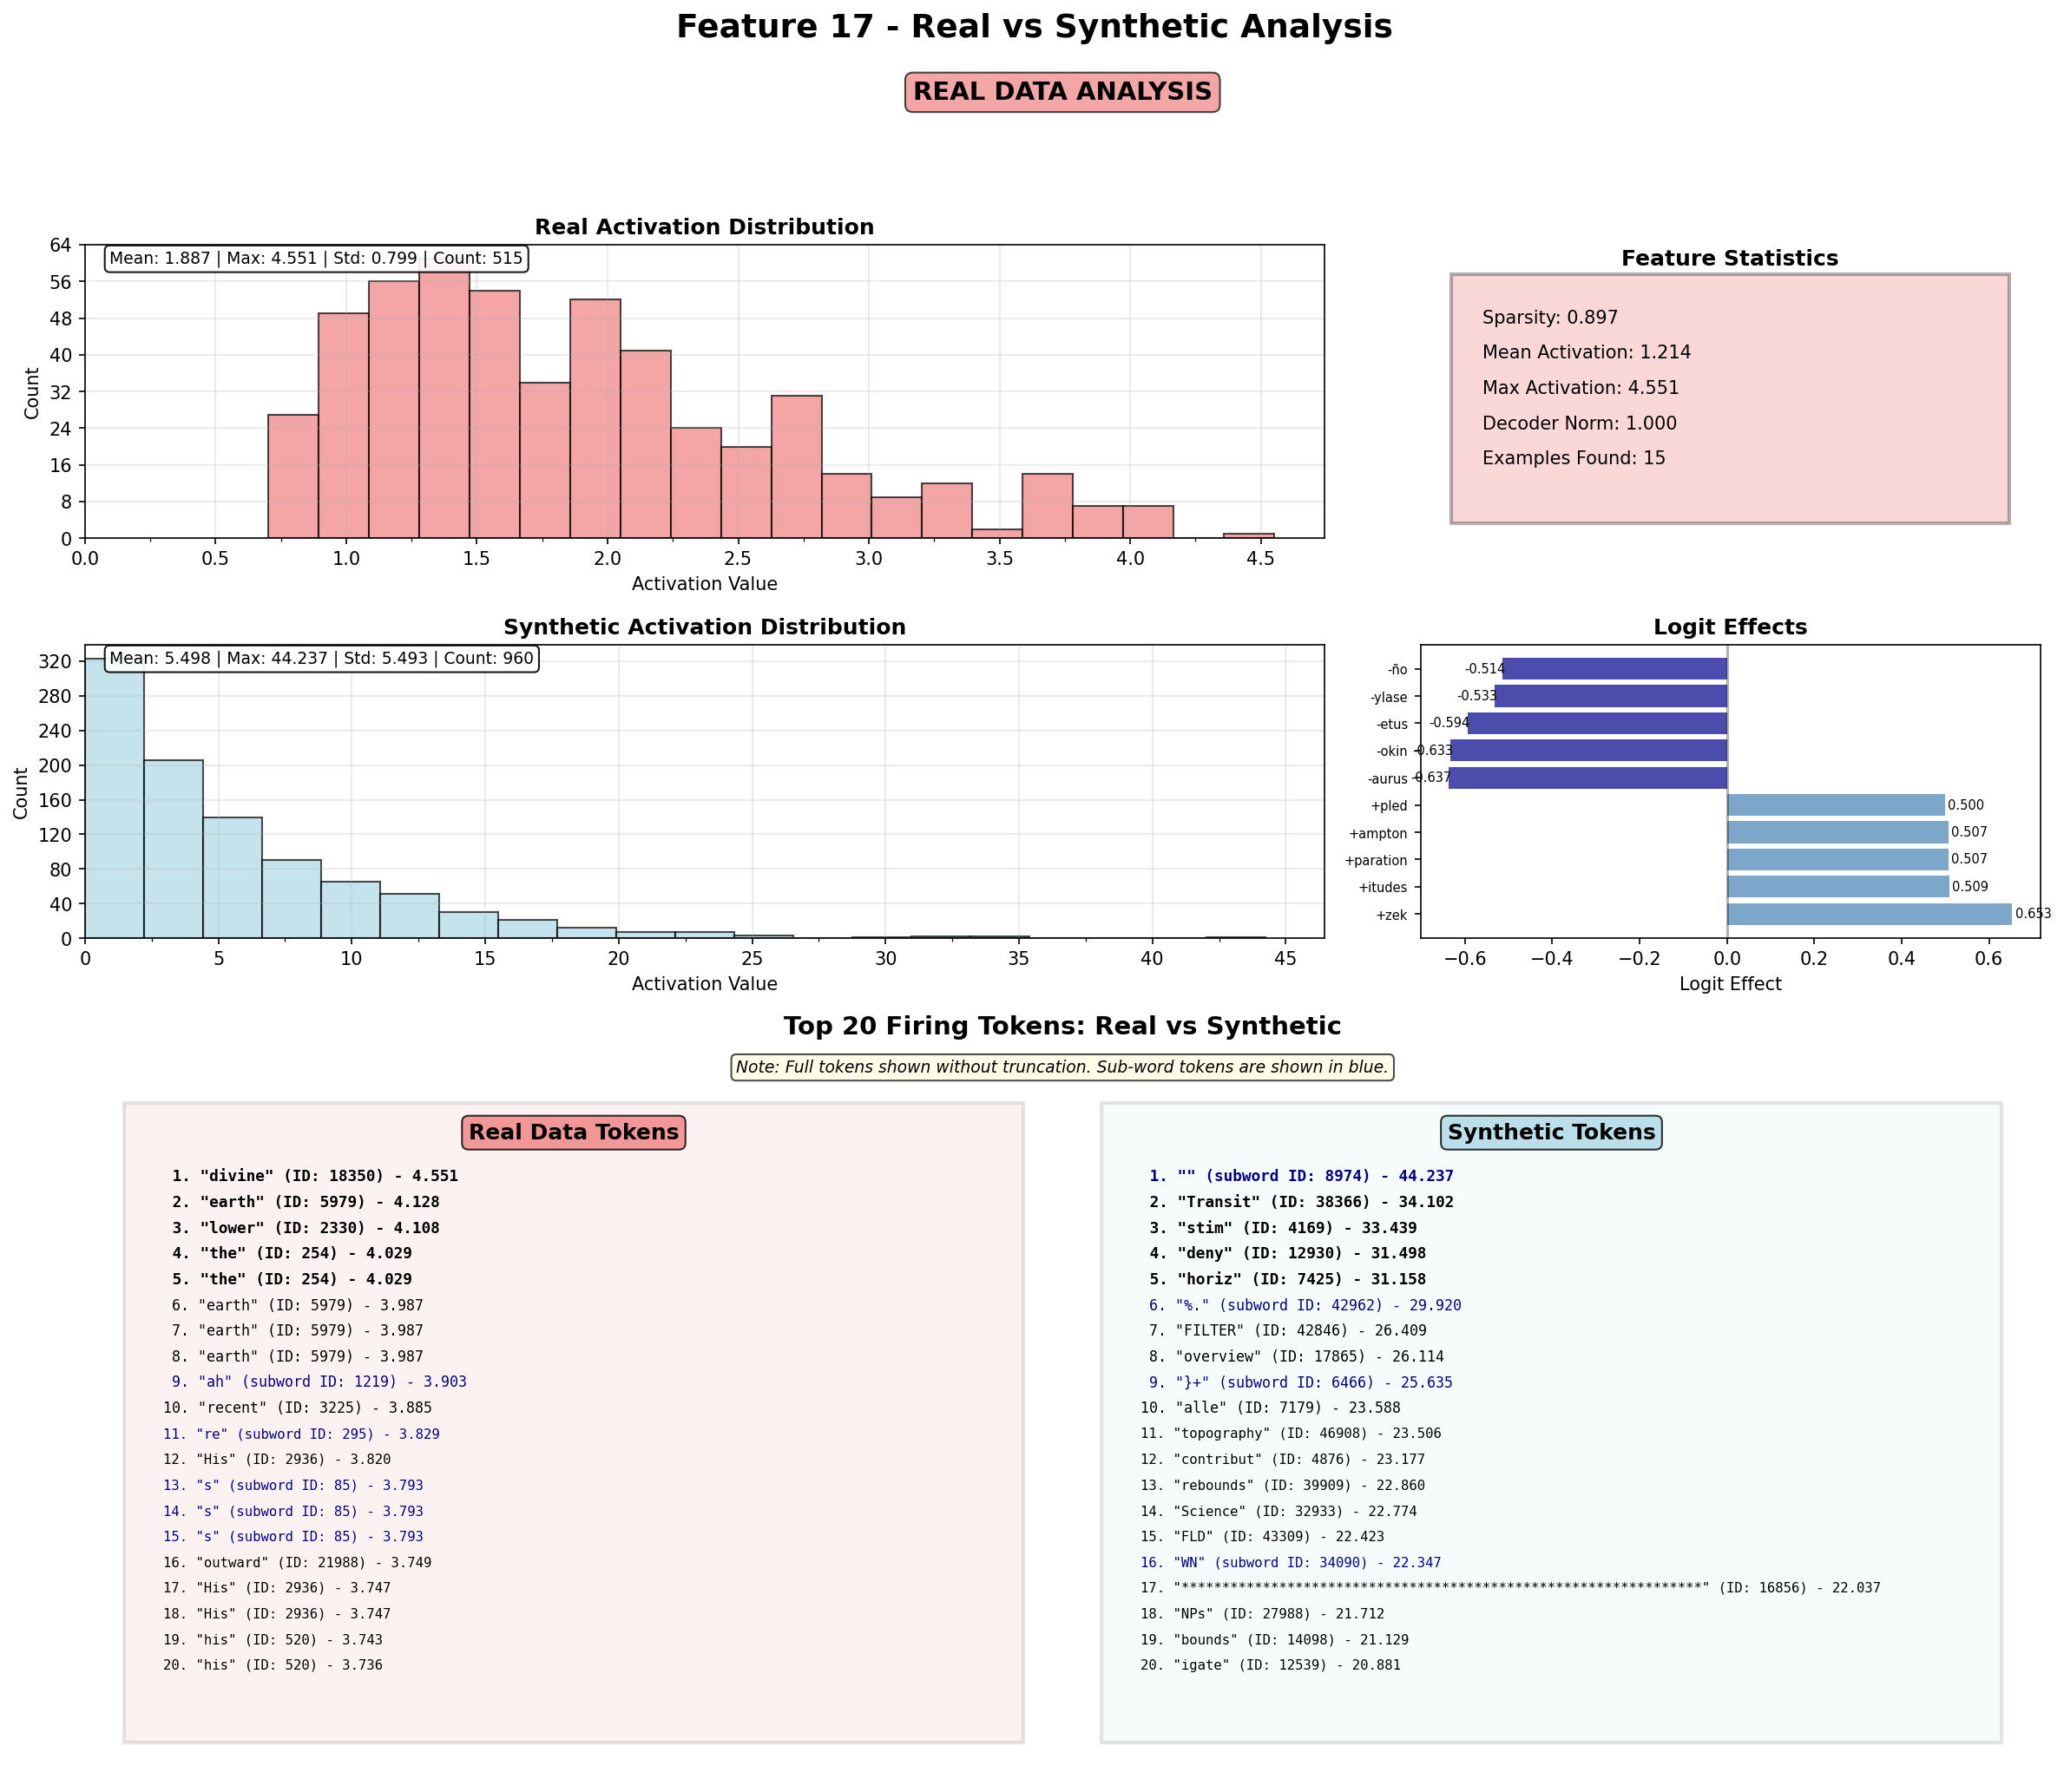 Feature 17 - Real vs Synthetic Analysis
REAL DATA ANALYSIS
Real Activation Distribution
Mean: 1.887 | Max: 4.551 | Std: 0.799 | Count: 515
64
56
48
40
32
24
16
8
0
Count
0.0 0.5 1.0 1.5 2.0 2.5 3.0 3.5 4.0 4.5
Activation Value
Feature Statistics
Sparsity: 0.897
Mean Activation: 1.214
Max Activation: 4.551
Decoder Norm: 1.000
Examples Found: 15
Synthetic Activation Distribution
Mean: 5.498 | Max: 44.237 | Std: 5.493 | Count: 960
320
280
240
200
160
120
80
40
0
Count
0 5 10 15 20 25 30 35 40 45
Activation Value
Logit Effects
-ño -0.514
-ylase -0.533
-etus -0.594
-okin -0.633
-aurus -0.637
+pled 0.500
+ampton 0.507
+paration 0.507
+itudes 0.509
+zek 0.653
−0.6 −0.4 −0.2 0.0 0.2 0.4 0.6
Logit Effect
Top 20 Firing Tokens: Real vs Synthetic
Note: Full tokens shown without truncation. Sub-word tokens are shown in blue.
Real Data Tokens
1. "divine" (ID: 18350) - 4.551
2. "earth" (ID: 5979) - 4.128
3. "lower" (ID: 2330) - 4.108
4. "the" (ID: 254) - 4.029
5. "the" (ID: 254) - 4.029
6. "earth" (ID: 5979) - 3.987
7. "earth" (ID: 5979) - 3.987
8. "earth" (ID: 5979) - 3.987
9. "ah" (subword ID: 1219) - 3.903
10. "recent" (ID: 3225) - 3.885
11. "re" (subword ID: 295) - 3.829
12. "His" (ID: 2936) - 3.820
13. "s" (subword ID: 85) - 3.793
14. "s" (subword ID: 85) - 3.793
15. "s" (subword ID: 85) - 3.793
16. "outward" (ID: 21988) - 3.749
17. "His" (ID: 2936) - 3.747
18. "His" (ID: 2936) - 3.747
19. "his" (ID: 520) - 3.743
20. "his" (ID: 520) - 3.736
Synthetic Tokens
1. "" (subword ID: 8974) - 44.237
2. "Transit" (ID: 38366) - 34.102
3. "stim" (ID: 4169) - 33.439
4. "deny" (ID: 12930) - 31.498
5. "horiz" (ID: 7425) - 31.158
6. "%." (subword ID: 42962) - 29.920
7. "FILTER" (ID: 42846) - 26.409
8. "overview" (ID: 17865) - 26.114
9. "}+" (subword ID: 6466) - 25.635
10. "alle" (ID: 7179) - 23.588
11. "topography" (ID: 46908) - 23.506
12. "contribut" (ID: 4876) - 23.177
13. "rebounds" (ID: 39909) - 22.860
14. "Science" (ID: 32933) - 22.774
15. "FLD" (ID: 43309) - 22.423
16. "WN" (subword ID: 34090) - 22.347
17. "****************************************************************" (ID: 16856) - 22.037
18. "NPs" (ID: 27988) - 21.712
19. "bounds" (ID: 14098) - 21.129
20. "igate" (ID: 12539) - 20.881